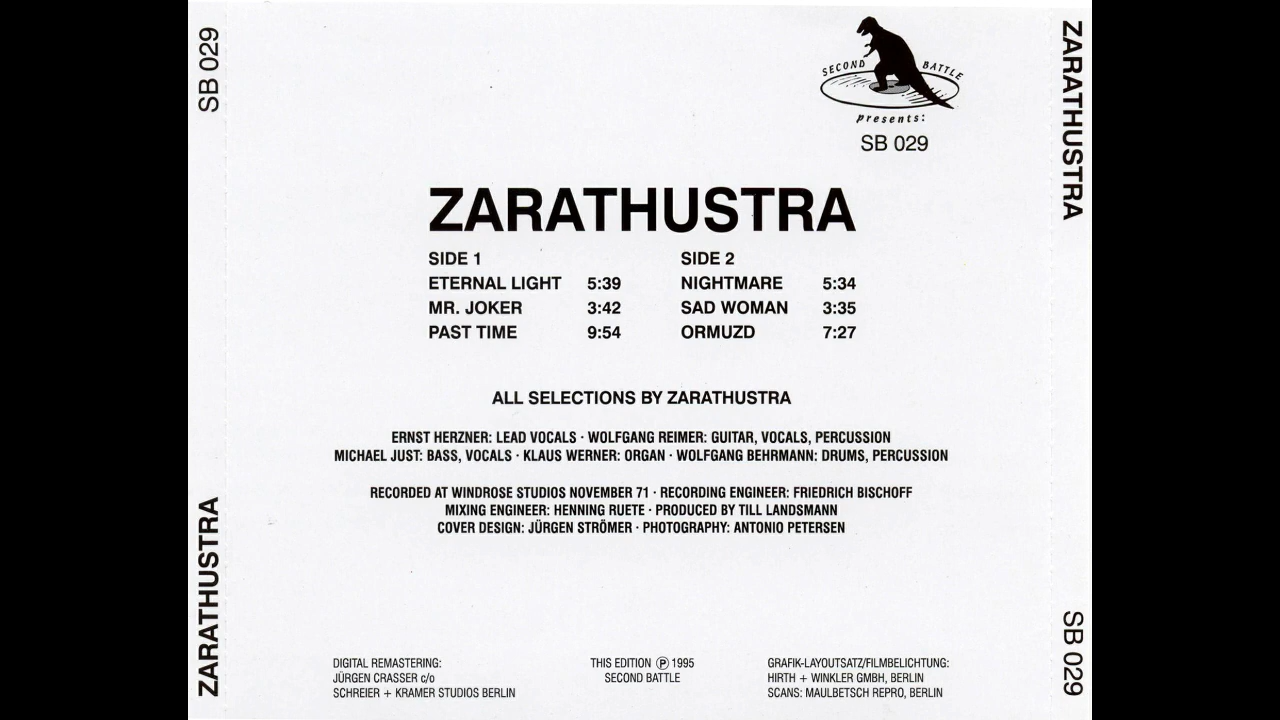 SB 029
ZARATHUSTRA
SECOND BATTLE
presents:
SB 029
ZARATHUSTRA
SIDE 1
ETERNAL LIGHT 5:39
MR. JOKER 3:42
PAST TIME 9:54
SIDE 2
NIGHTMARE 5:34
SAD WOMAN 3:35
ORMUZD 7:27
ALL SELECTIONS BY ZARATHUSTRA
ERNST HERZNER: LEAD VOCALS · WOLFGANG REIMER: GUITAR, VOCALS, PERCUSSION
MICHAEL JUST: BASS, VOCALS · KLAUS WERNER: ORGAN · WOLFGANG BEHRMANN: DRUMS, PERCUSSION
RECORDED AT WINDROSE STUDIOS NOVEMBER 71 · RECORDING ENGINEER: FRIEDRICH BISCHOFF
MIXING ENGINEER: HENNING RUETE · PRODUCED BY TILL LANDSMANN
COVER DESIGN: JÜRGEN STRÖMER · PHOTOGRAPHY: ANTONIO PETERSEN
DIGITAL REMASTERING:
JÜRGEN CRASSER c/o
SCHREIER + KRAMER STUDIOS BERLIN
THIS EDITION ℗ 1995
SECOND BATTLE
GRAFIK-LAYOUTSATZ/FILMBELICHTUNG:
HIRTH + WINKLER GMBH, BERLIN
SCANS: MAULBETSCH REPRO, BERLIN
ZARATHUSTRA
SB 029